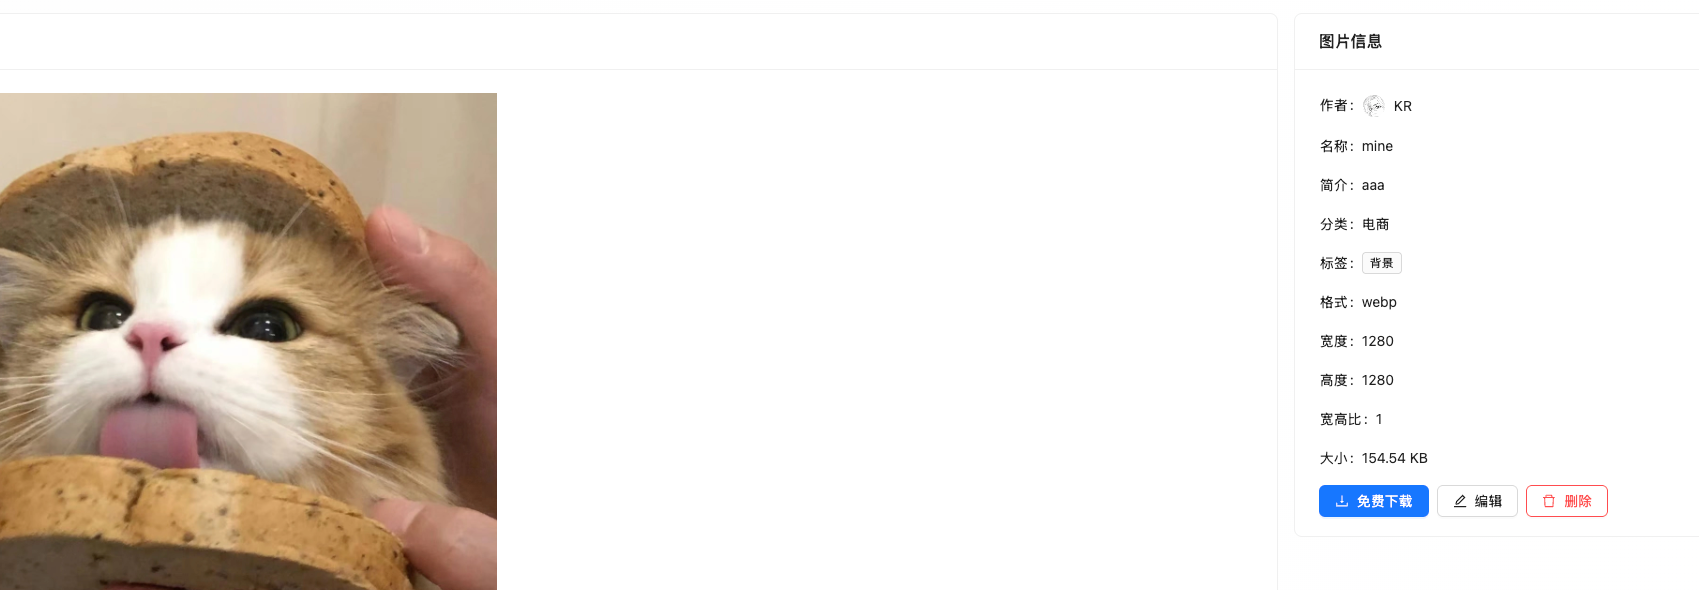 图片信息
作者： KR
名称：mine
简介：aaa
分类：电商
标签：背景
格式：webp
宽度：1280
高度：1280
宽高比：1
大小：154.54 KB
免费下载 编辑 删除